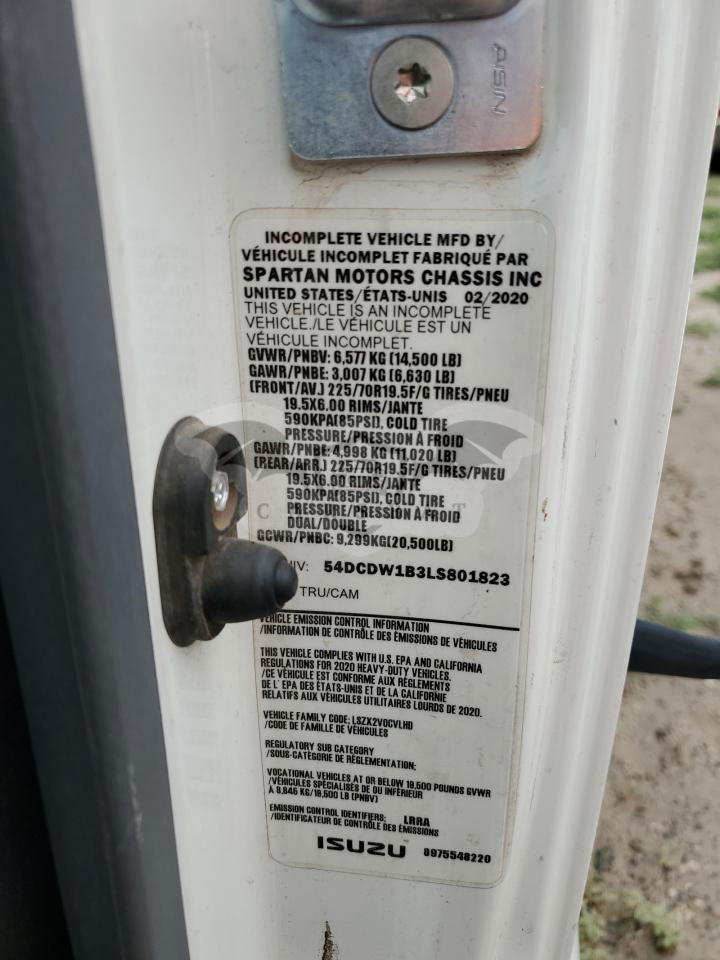 AISIN
INCOMPLETE VEHICLE MFD BY/
VÉHICULE INCOMPLET FABRIQUÉ PAR
SPARTAN MOTORS CHASSIS INC
UNITED STATES/ÉTATS-UNIS 02/2020
THIS VEHICLE IS AN INCOMPLETE
VEHICLE./LE VÉHICULE EST UN
VÉHICULE INCOMPLET.
GVWR/PNBV: 6,577 KG (14,500 LB)
GAWR/PNBE: 3,007 KG (6,630 LB)
(FRONT/AV.) 225/70R19.5F/G TIRES/PNEU
19.5X6.00 RIMS/JANTE
590KPA(85PSI), COLD TIRE
PRESSURE/PRESSION À FROID
GAWR/PNBE: 4,998 KG (11,020 LB)
(REAR/ARR.) 225/70R19.5F/G TIRES/PNEU
19.5X6.00 RIMS/JANTE
590KPA(85PSI), COLD TIRE
PRESSURE/PRESSION À FROID
DUAL/DOUBLE
GCWR/PNBC: 9,299KG(20,500LB)
NIV: 54DCDW1B3LS801823
TRU/CAM
VEHICLE EMISSION CONTROL INFORMATION
/INFORMATION DE CONTRÔLE DES ÉMISSIONS DE VÉHICULES
THIS VEHICLE COMPLIES WITH U.S. EPA AND CALIFORNIA
REGULATIONS FOR 2020 HEAVY-DUTY VEHICLES.
/CE VÉHICULE EST CONFORME AUX RÈGLEMENTS
DE L' EPA DES ÉTATS-UNIS ET DE LA CALIFORNIE
RELATIFS AUX VÉHICULES UTILITAIRES LOURDS DE 2020.
VEHICLE FAMILY CODE: LSZX2VOCVLHD
/CODE DE FAMILLE DE VÉHICULES
REGULATORY SUB CATEGORY
/SOUS-CATÉGORIE DE RÉGLEMENTATION:
VOCATIONAL VEHICLES AT OR BELOW 19,500 POUNDS GVWR
/VÉHICULES SPÉCIALISÉS DE OU INFÉRIEUR
À 8,845 KG/19,500 LB (PNBV)
EMISSION CONTROL IDENTIFIERS: LRRA
/IDENTIFICATEUR DE CONTRÔLE DES ÉMISSIONS
ISUZU 8975548220